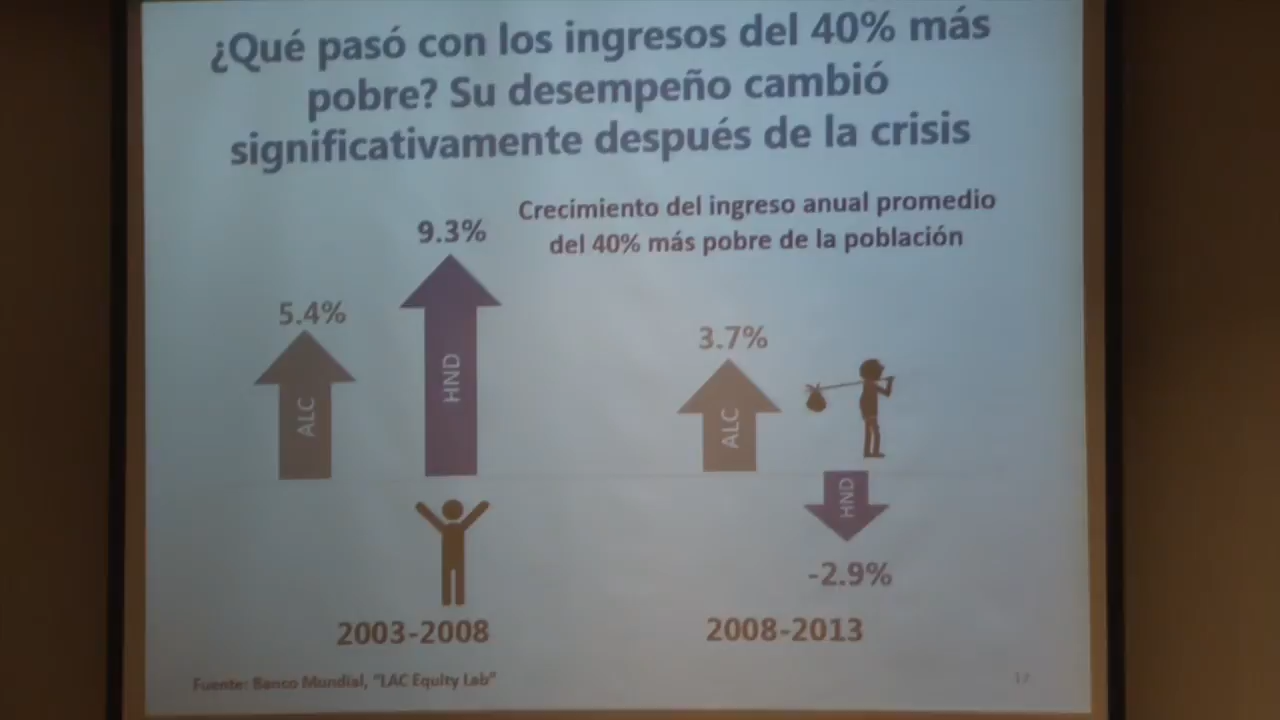 ¿Qué pasó con los ingresos del 40% más
pobre? Su desempeño cambió
significativamente después de la crisis
Crecimiento del ingreso anual promedio
del 40% más pobre de la población
5.4%
ALC
9.3%
HND
2003-2008
3.7%
ALC
HND
-2.9%
2008-2013
Fuente: Banco Mundial, "LAC Equity Lab"